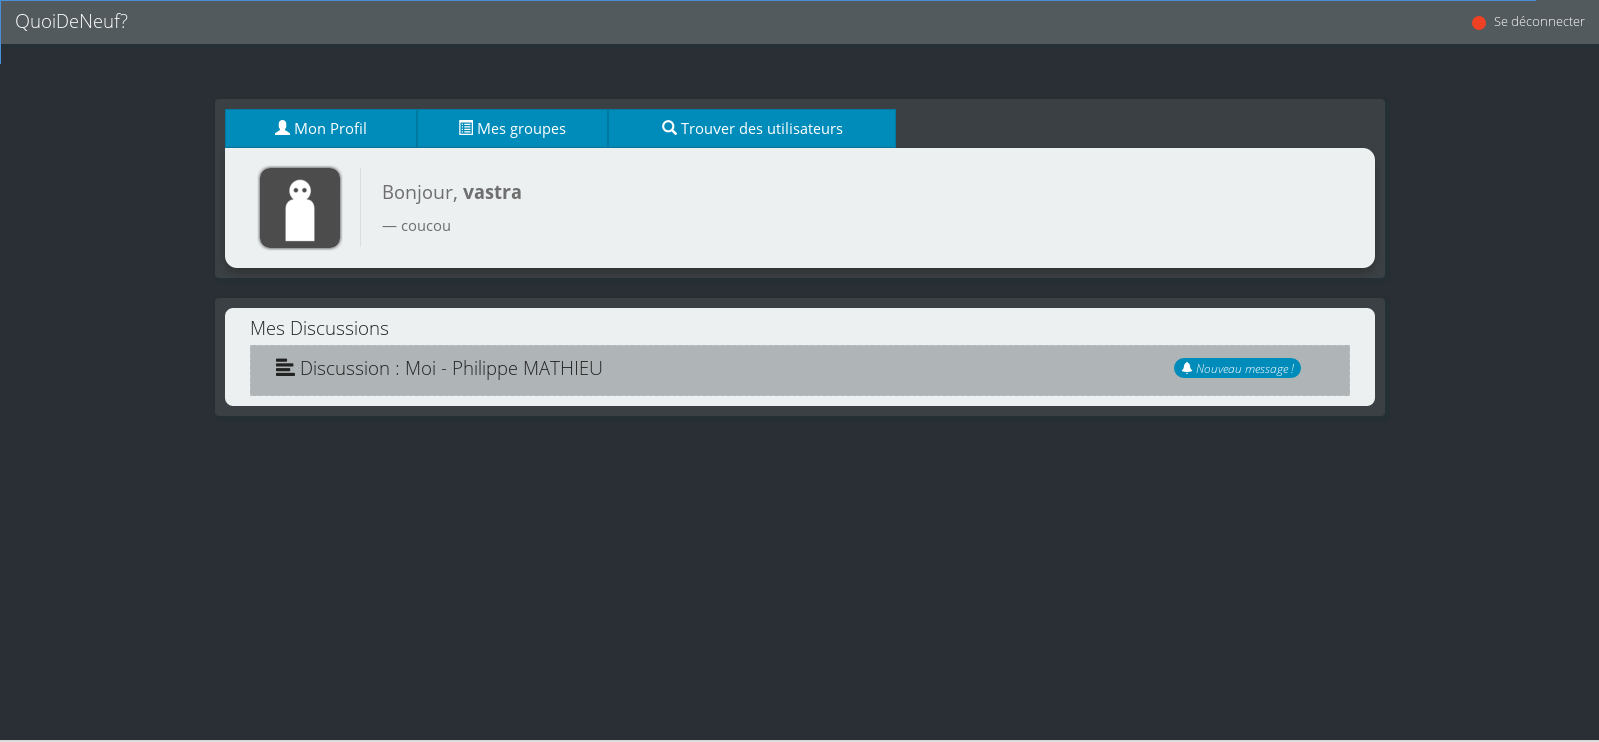 QuoiDeNeuf?
Se déconnecter
Mon Profil
Mes groupes
Trouver des utilisateurs
Bonjour, vastra
— coucou
Mes Discussions
Discussion : Moi - Philippe MATHIEU
Nouveau message !